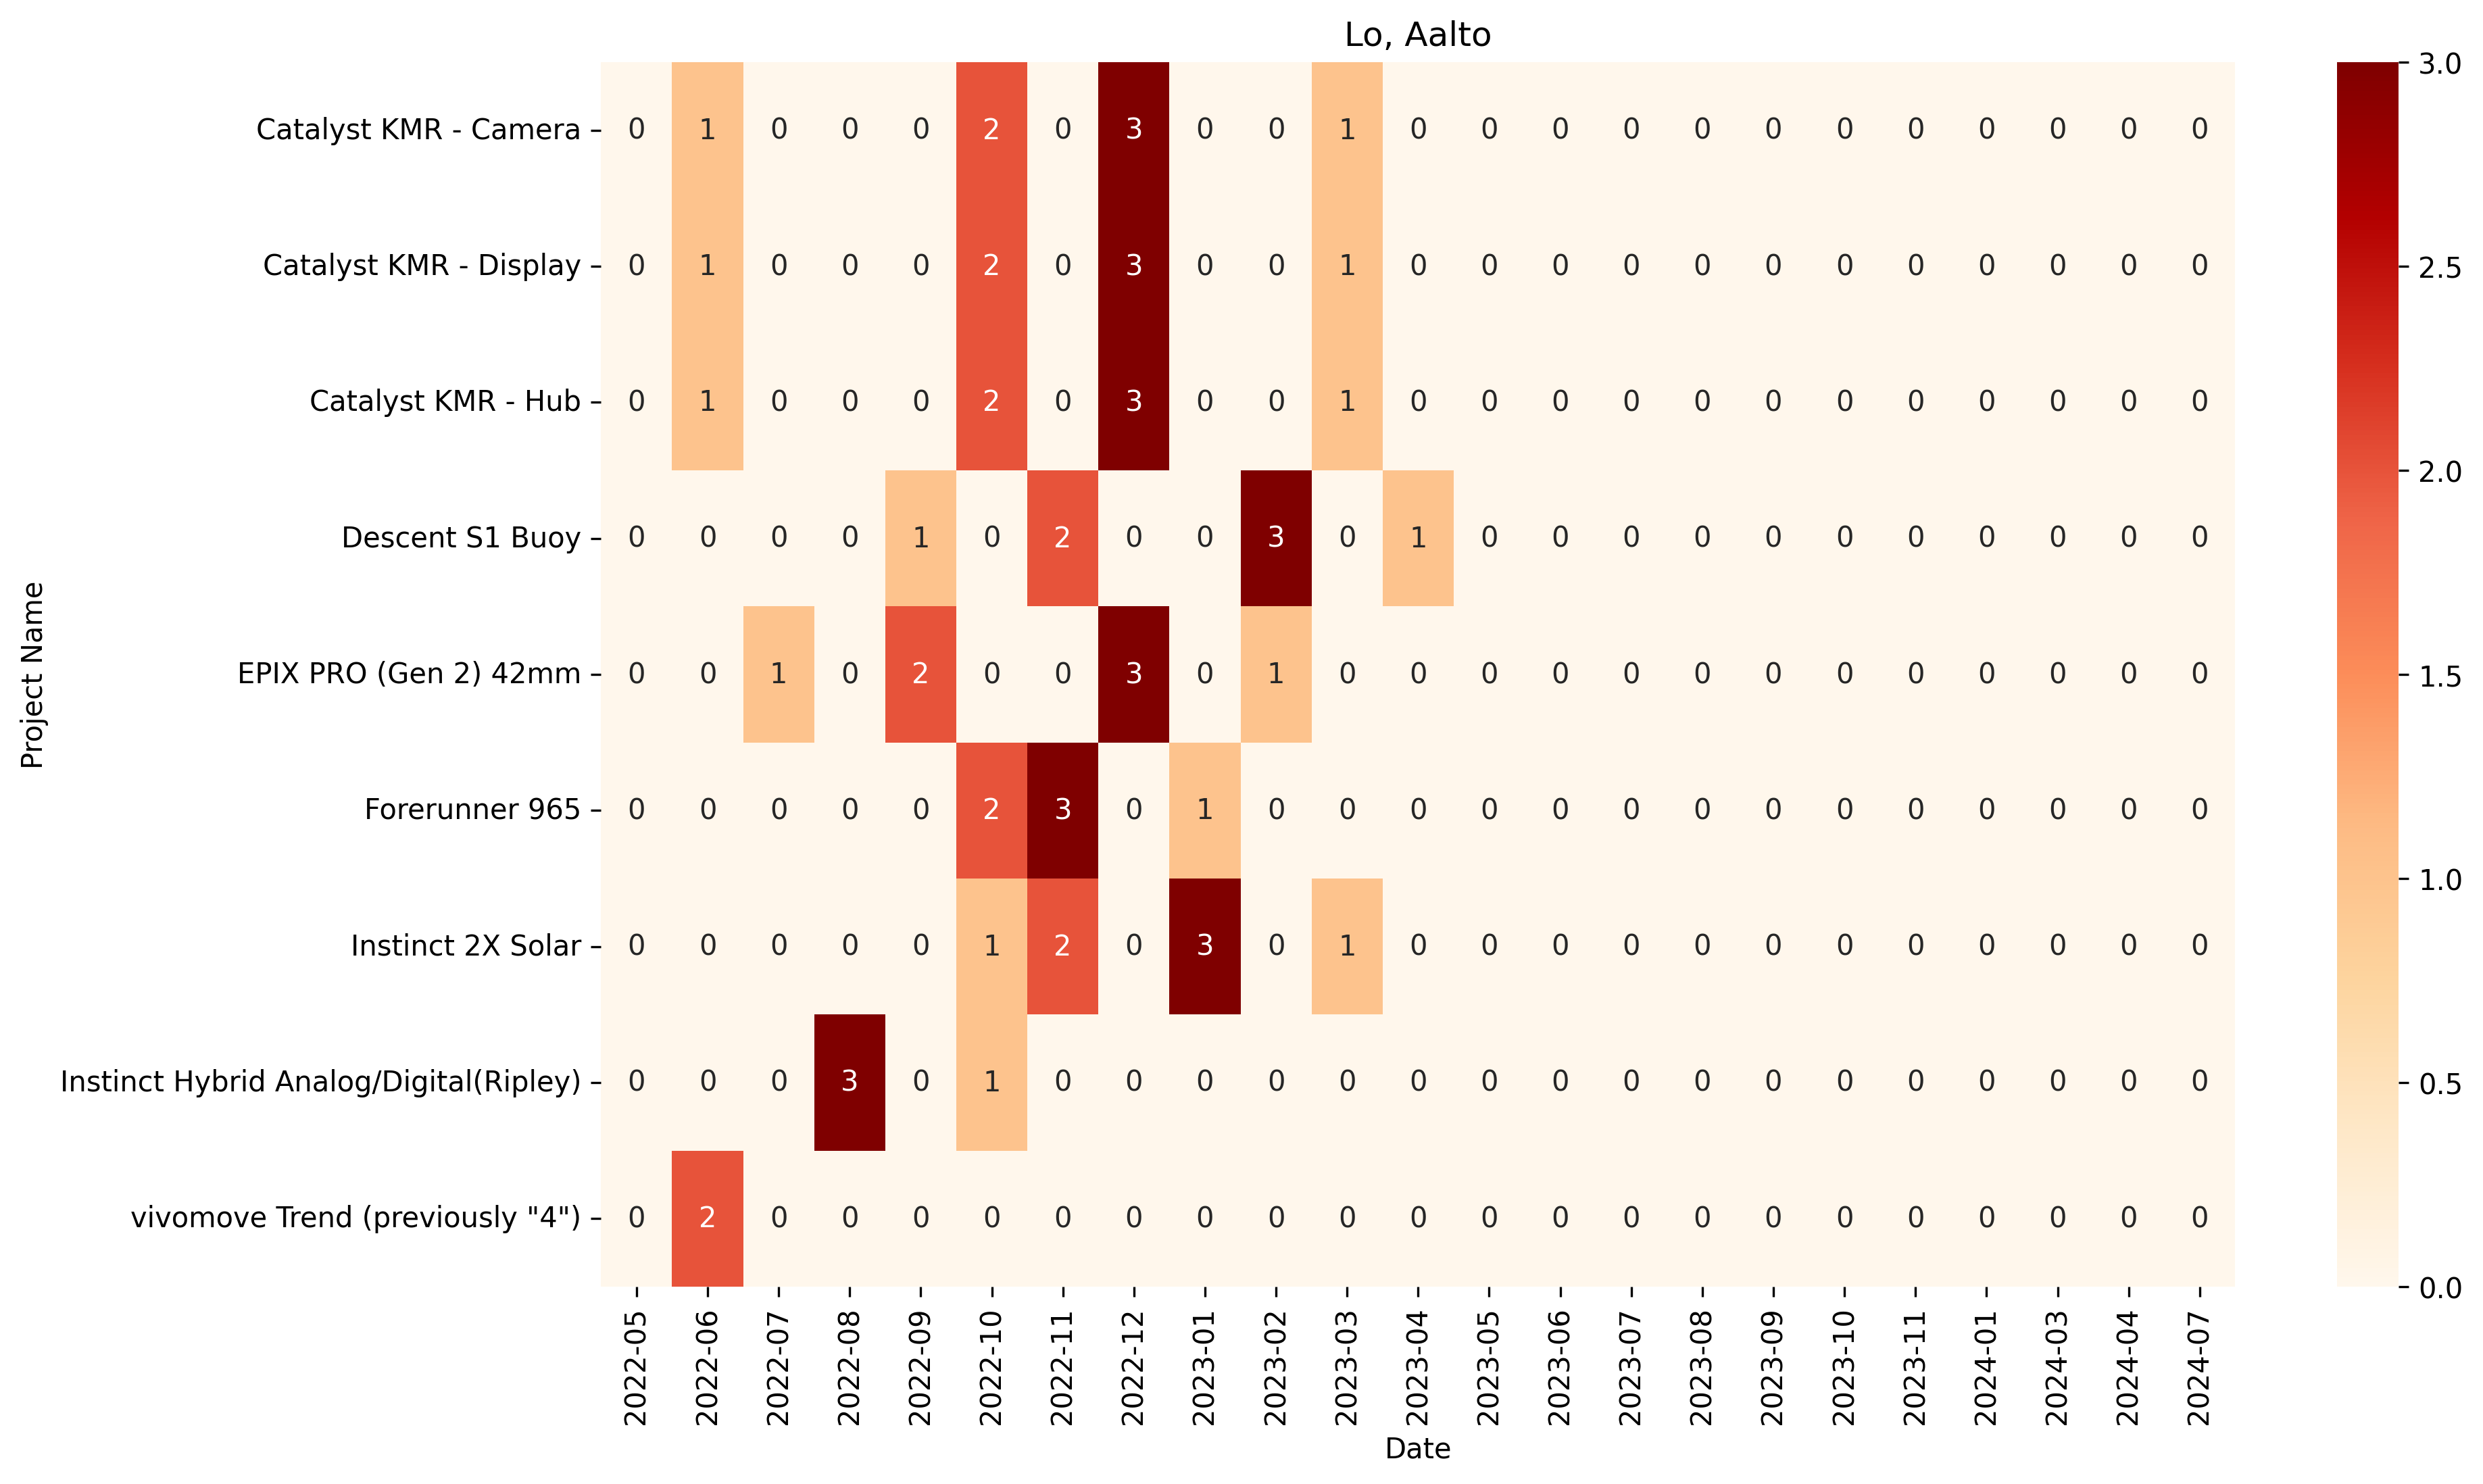 Lo, Aalto
Project Name
Catalyst KMR - Camera 0 1 0 0 0 2 0 3 0 0 1 0 0 0 0 0 0 0 0 0 0 0 0
Catalyst KMR - Display 0 1 0 0 0 2 0 3 0 0 1 0 0 0 0 0 0 0 0 0 0 0 0
Catalyst KMR - Hub 0 1 0 0 0 2 0 3 0 0 1 0 0 0 0 0 0 0 0 0 0 0 0
Descent S1 Buoy 0 0 0 0 1 0 2 0 0 3 0 1 0 0 0 0 0 0 0 0 0 0 0
EPIX PRO (Gen 2) 42mm 0 0 1 0 2 0 0 3 0 1 0 0 0 0 0 0 0 0 0 0 0 0 0
Forerunner 965 0 0 0 0 0 2 3 0 1 0 0 0 0 0 0 0 0 0 0 0 0 0 0
Instinct 2X Solar 0 0 0 0 0 1 2 0 3 0 1 0 0 0 0 0 0 0 0 0 0 0 0
Instinct Hybrid Analog/Digital(Ripley) 0 0 0 3 0 1 0 0 0 0 0 0 0 0 0 0 0 0 0 0 0 0 0
vivomove Trend (previously "4") 0 2 0 0 0 0 0 0 0 0 0 0 0 0 0 0 0 0 0 0 0 0 0
2022-05 2022-06 2022-07 2022-08 2022-09 2022-10 2022-11 2022-12 2023-01 2023-02 2023-03 2023-04 2023-05 2023-06 2023-07 2023-08 2023-09 2023-10 2023-11 2024-01 2024-03 2024-04 2024-07
Date
3.0
2.5
2.0
1.5
1.0
0.5
0.0